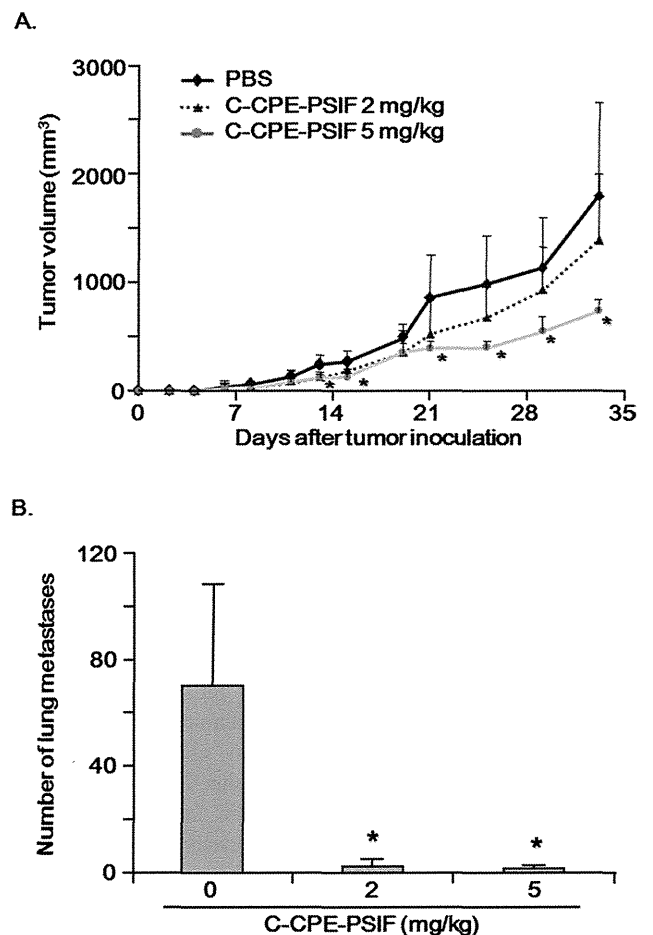 A.
3000
2000
1000
0
Tumor volume (mm³)
PBS
C-CPE-PSIF 2 mg/kg
C-CPE-PSIF 5 mg/kg
* * * * * *
0 7 14 21 28 35
Days after tumor inoculation
B.
120
80
40
0
Number of lung metastases
* *
0 2 5
C-CPE-PSIF (mg/kg)